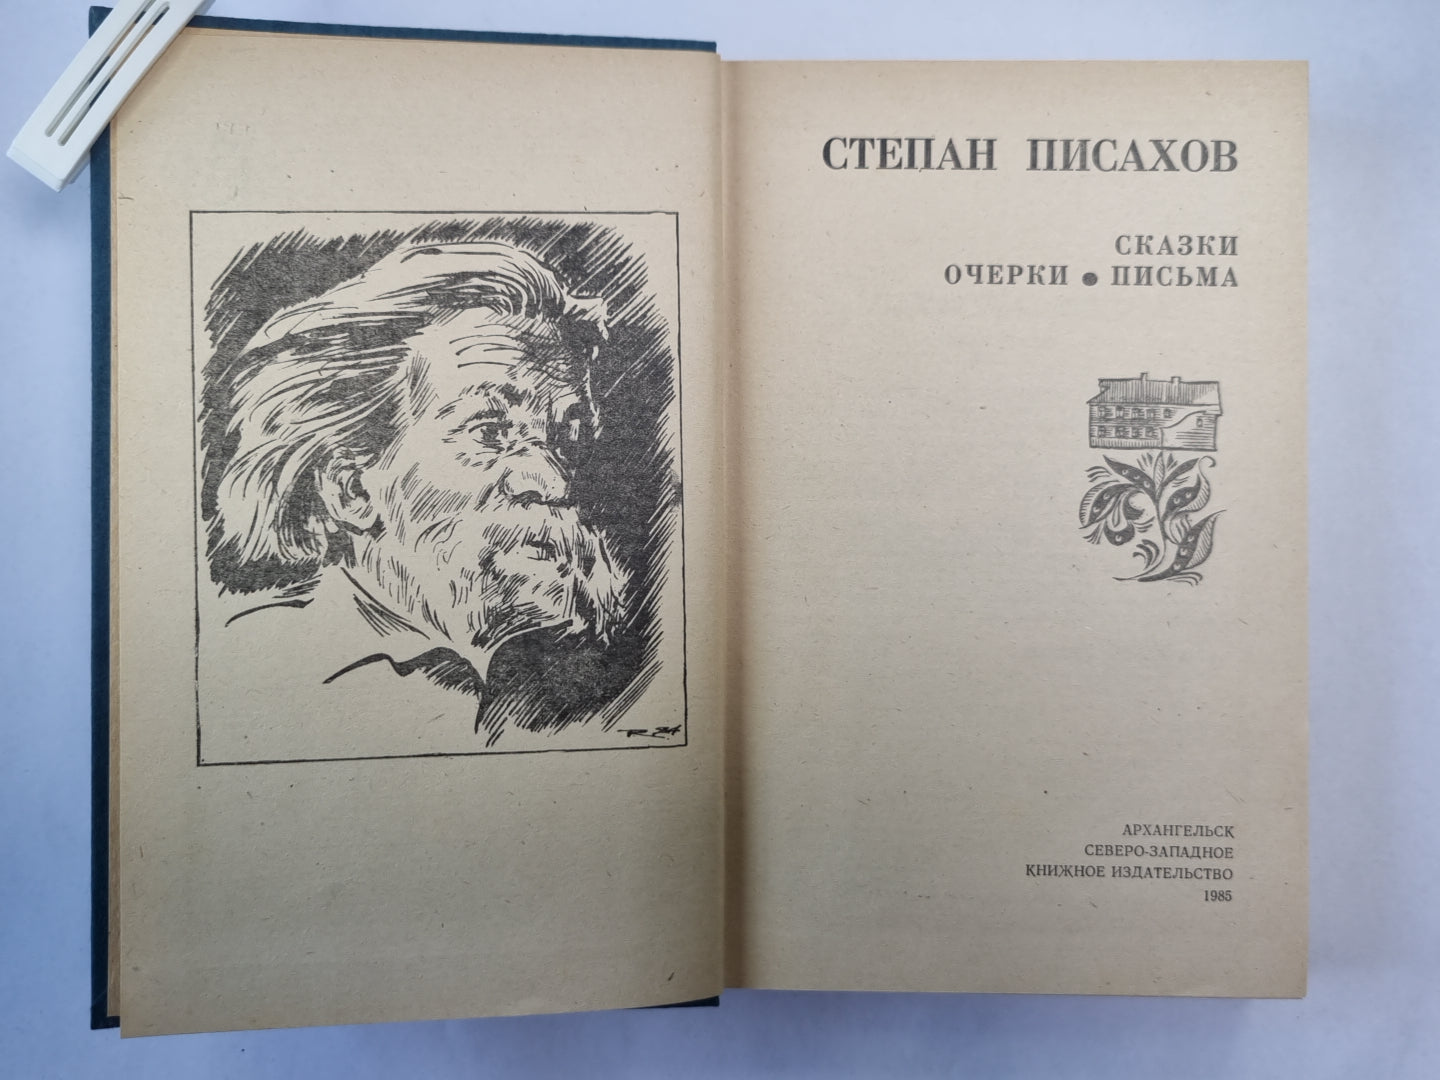 СТЕПАН ПИСАХОВ
СКАЗКИ
ОЧЕРКИ • ПИСЬМА
АРХАНГЕЛЬСК
СЕВЕРО-ЗАПАДНОЕ
КНИЖНОЕ ИЗДАТЕЛЬСТВО
1985